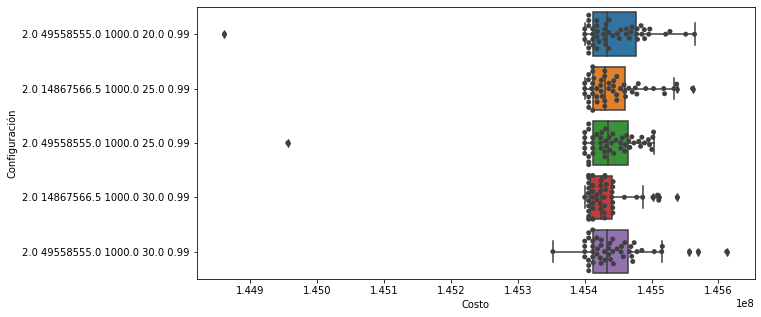 Configuración
2.0 49558555.0 1000.0 20.0 0.99
2.0 14867566.5 1000.0 25.0 0.99
2.0 49558555.0 1000.0 25.0 0.99
2.0 14867566.5 1000.0 30.0 0.99
2.0 49558555.0 1000.0 30.0 0.99
1.449 1.450 1.451 1.452 1.453 1.454 1.455 1.456
1e8
Costo